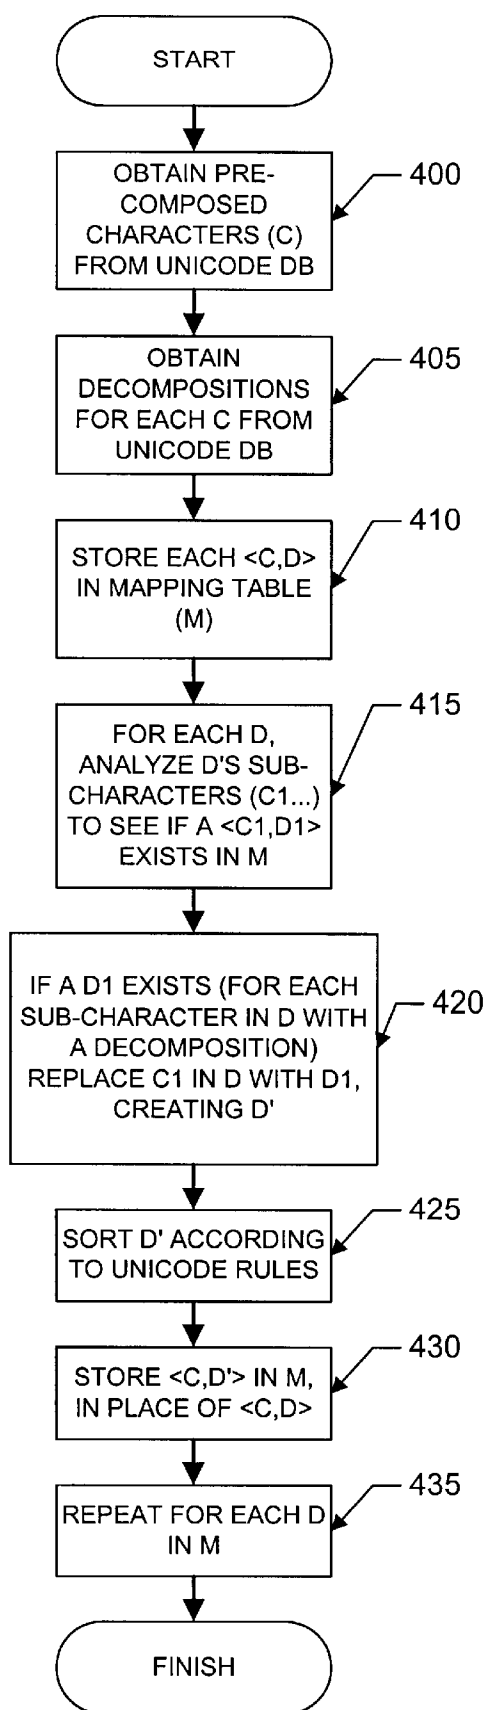 START
OBTAIN PRE-
COMPOSED
CHARACTERS (C)
FROM UNICODE DB
400
OBTAIN
DECOMPOSITIONS
FOR EACH C FROM
UNICODE DB
405
STORE EACH <C,D>
IN MAPPING TABLE
(M)
410
FOR EACH D,
ANALYZE D'S SUB-
CHARACTERS (C1...)
TO SEE IF A <C1,D1>
EXISTS IN M
415
IF A D1 EXISTS (FOR EACH
SUB-CHARACTER IN D WITH
A DECOMPOSITION)
REPLACE C1 IN D WITH D1,
CREATING D'
420
SORT D' ACCORDING
TO UNICODE RULES
425
STORE <C,D'> IN M,
IN PLACE OF <C,D>
430
REPEAT FOR EACH D
IN M
435
FINISH